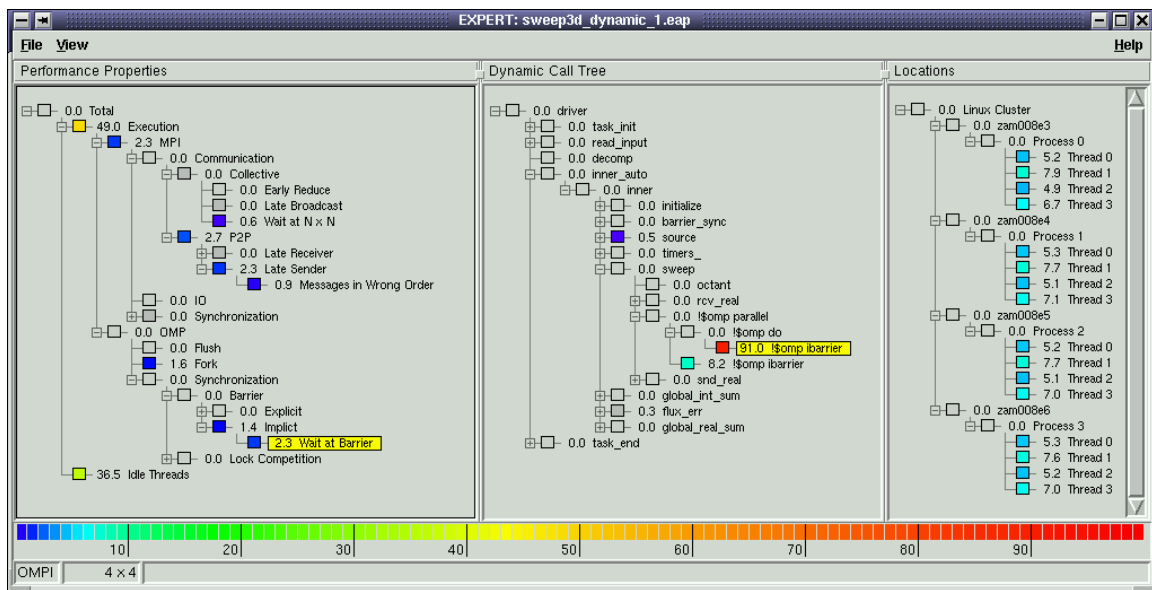 EXPERT: sweep3d_dynamic_1.eap
File View Help
Performance Properties
0.0 Total
49.0 Execution
2.3 MPI
0.0 Communication
0.0 Collective
0.0 Early Reduce
0.0 Late Broadcast
0.6 Wait at N x N
2.7 P2P
0.0 Late Receiver
2.3 Late Sender
0.9 Messages in Wrong Order
0.0 IO
0.0 Synchronization
0.0 OMP
0.0 Flush
1.6 Fork
0.0 Synchronization
0.0 Barrier
0.0 Explicit
1.4 Implict
2.3 Wait at Barrier
0.0 Lock Competition
36.5 Idle Threads
Dynamic Call Tree
0.0 driver
0.0 task_init
0.0 read_input
0.0 decomp
0.0 inner_auto
0.0 inner
0.0 initialize
0.0 barrier_sync
0.5 source
0.0 timers_
0.0 sweep
0.0 octant
0.0 rcv_real
0.0 !$omp parallel
0.0 !$omp do
91.0 !$omp ibarrier
8.2 !$omp ibarrier
0.0 snd_real
0.0 global_int_sum
0.3 flux_err
0.0 global_real_sum
0.0 task_end
Locations
0.0 Linux Cluster
0.0 zam008e3
0.0 Process 0
5.2 Thread 0
7.9 Thread 1
4.9 Thread 2
6.7 Thread 3
0.0 zam008e4
0.0 Process 1
5.3 Thread 0
7.7 Thread 1
5.1 Thread 2
7.1 Thread 3
0.0 zam008e5
0.0 Process 2
5.2 Thread 0
7.7 Thread 1
5.1 Thread 2
7.0 Thread 3
0.0 zam008e6
0.0 Process 3
5.3 Thread 0
7.6 Thread 1
5.2 Thread 2
7.0 Thread 3
10 20 30 40 50 60 70 80 90
OMPI 4 x 4